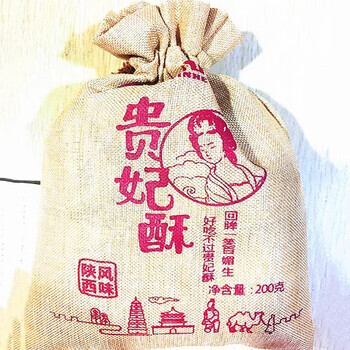 贵妃酥
回眸一笑百媚生
好吃不过贵妃酥
陕西风味
净含量:200克